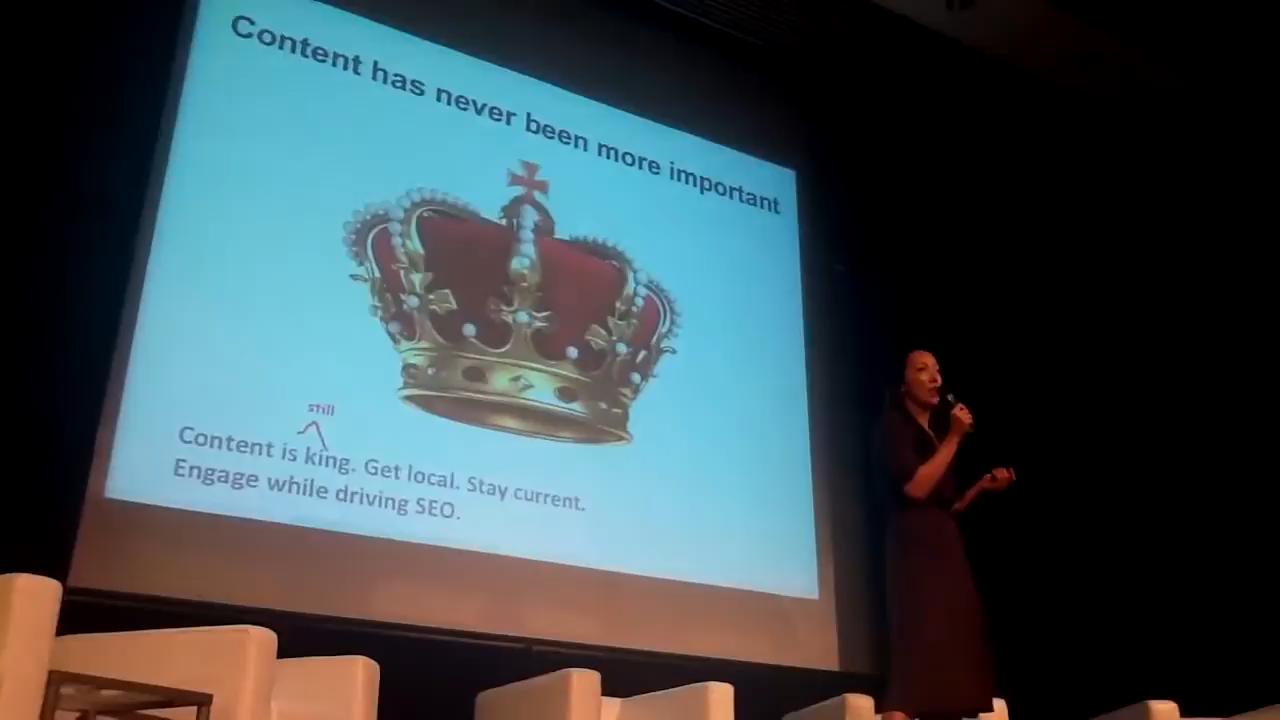 Content has never been more important
still
Content is king. Get local. Stay current.
Engage while driving SEO.